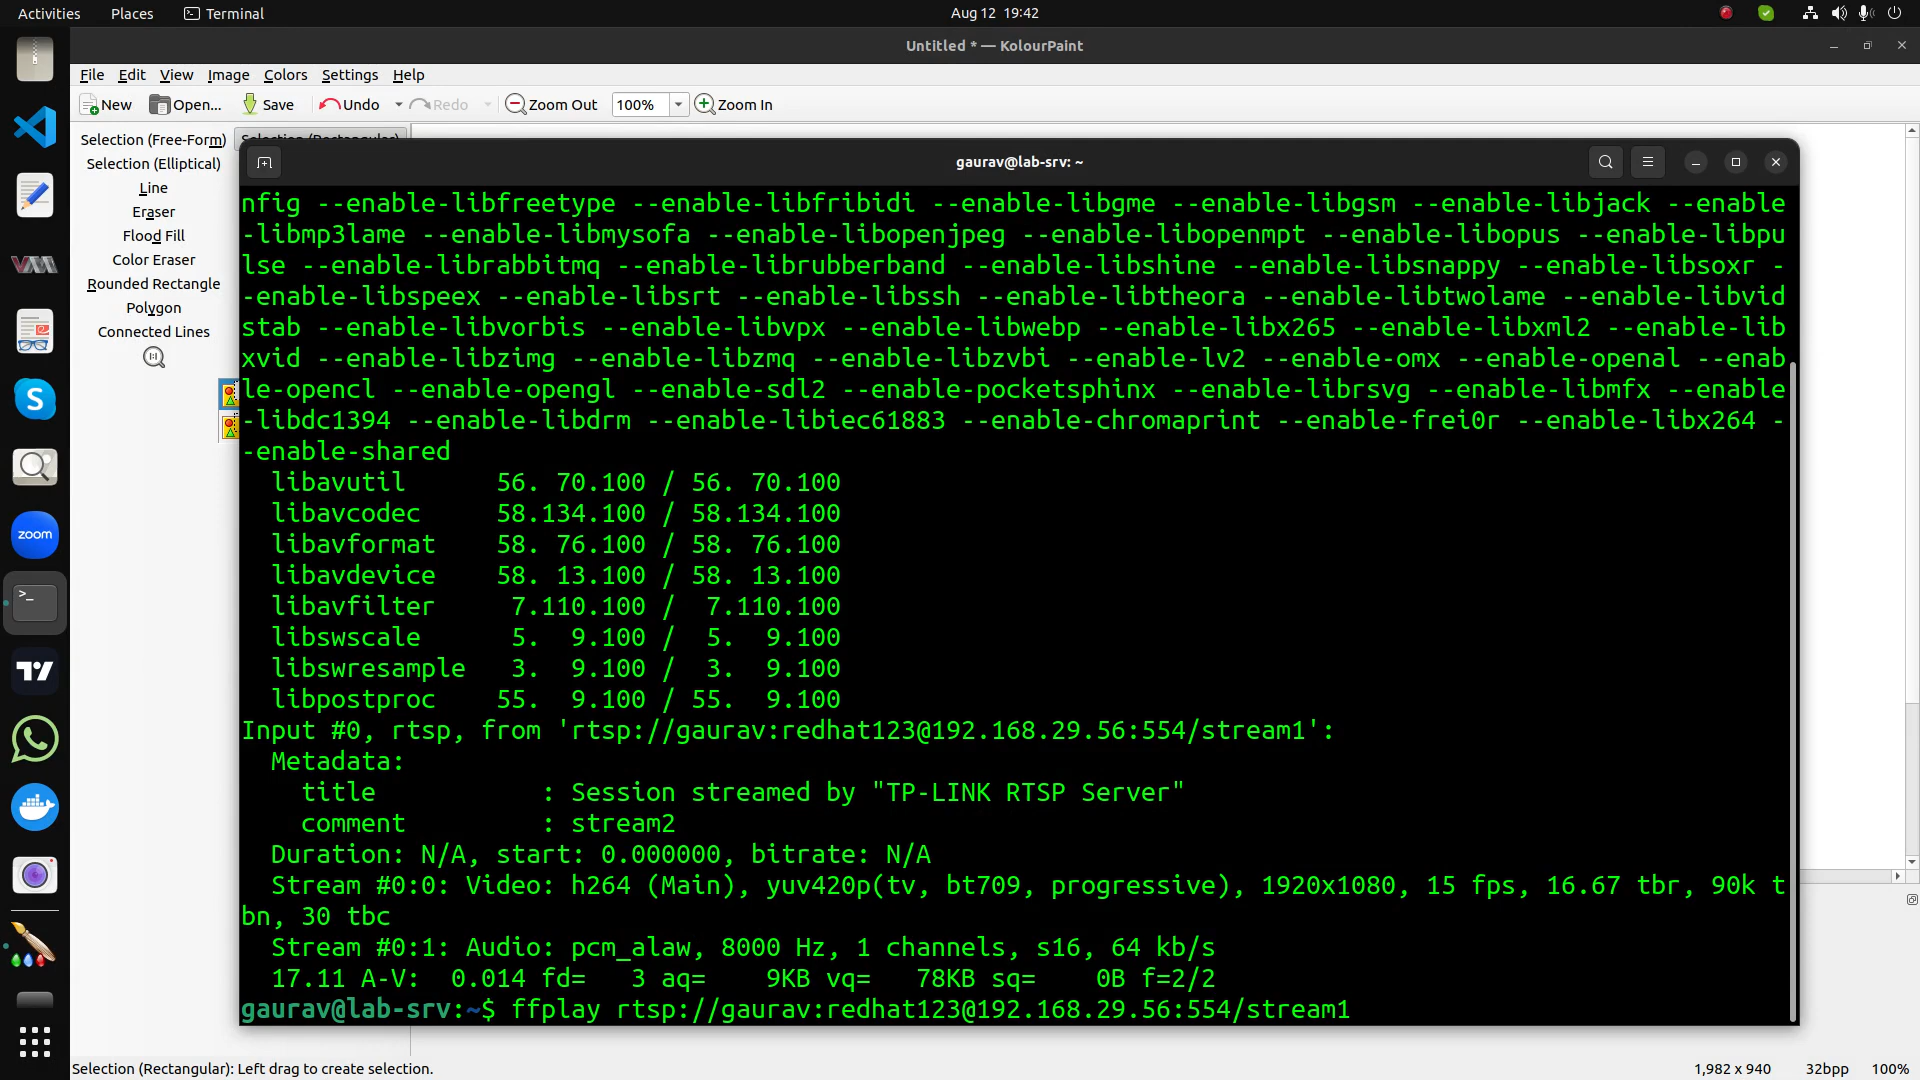 Activities Places Terminal Aug 12 19:42
Untitled * — KolourPaint
File Edit View Image Colors Settings Help
New Open... Save Undo Redo Zoom Out 100% Zoom In
Selection (Free-Form) Selection (Rectangular)
Selection (Elliptical)
Line
Eraser
Flood Fill
Color Eraser
Rounded Rectangle
Polygon
Connected Lines
gaurav@lab-srv: ~
nfig --enable-libfreetype --enable-libfribidi --enable-libgme --enable-libgsm --enable-libjack --enable
-libmp3lame --enable-libmysofa --enable-libopenjpeg --enable-libopenmpt --enable-libopus --enable-libpu
lse --enable-librabbitmq --enable-librubberband --enable-libshine --enable-libsnappy --enable-libsoxr -
-enable-libspeex --enable-libsrt --enable-libssh --enable-libtheora --enable-libtwolame --enable-libvid
stab --enable-libvorbis --enable-libvpx --enable-libwebp --enable-libx265 --enable-libxml2 --enable-lib
xvid --enable-libzimg --enable-libzmq --enable-libzvbi --enable-lv2 --enable-omx --enable-openal --enab
le-opencl --enable-opengl --enable-sdl2 --enable-pocketsphinx --enable-librsvg --enable-libmfx --enable
-libdc1394 --enable-libdrm --enable-libiec61883 --enable-chromaprint --enable-frei0r --enable-libx264 -
-enable-shared
libavutil 56. 70.100 / 56. 70.100
libavcodec 58.134.100 / 58.134.100
libavformat 58. 76.100 / 58. 76.100
libavdevice 58. 13.100 / 58. 13.100
libavfilter 7.110.100 / 7.110.100
libswscale 5. 9.100 / 5. 9.100
libswresample 3. 9.100 / 3. 9.100
libpostproc 55. 9.100 / 55. 9.100
Input #0, rtsp, from 'rtsp://gaurav:redhat123@192.168.29.56:554/stream1':
Metadata:
title : Session streamed by "TP-LINK RTSP Server"
comment : stream2
Duration: N/A, start: 0.000000, bitrate: N/A
Stream #0:0: Video: h264 (Main), yuv420p(tv, bt709, progressive), 1920x1080, 15 fps, 16.67 tbr, 90k t
bn, 30 tbc
Stream #0:1: Audio: pcm_alaw, 8000 Hz, 1 channels, s16, 64 kb/s
17.11 A-V: 0.014 fd= 3 aq= 9KB vq= 78KB sq= 0B f=2/2
gaurav@lab-srv:~$ ffplay rtsp://gaurav:redhat123@192.168.29.56:554/stream1
zoom
Selection (Rectangular): Left drag to create selection. 1,982 x 940 32bpp 100%